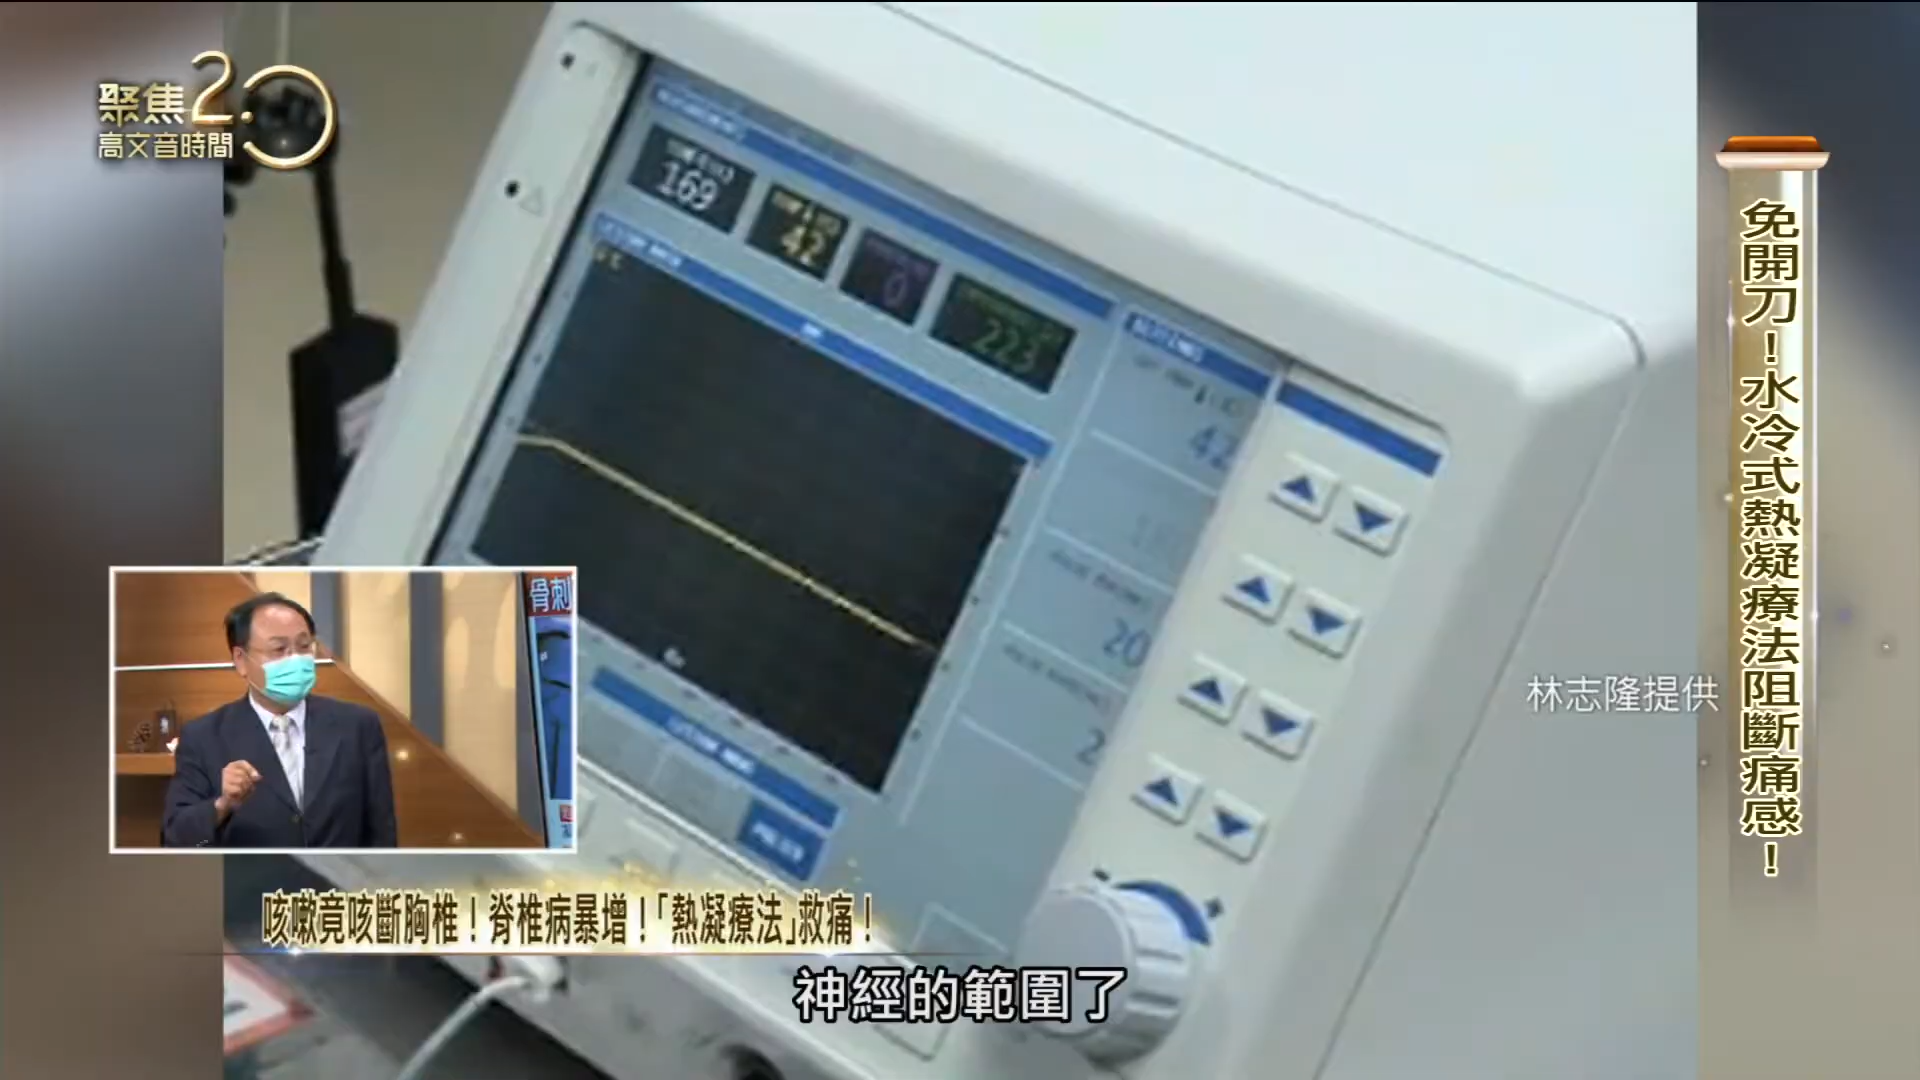 聚焦2.0
高文音時間
免開刀！水冷式熱凝療法阻斷痛感！
169
42
0
223
42
20
2
骨刺
林志隆提供
咳嗽竟咳斷胸椎！脊椎病暴增！「熱凝療法」救痛！
神經的範圍了